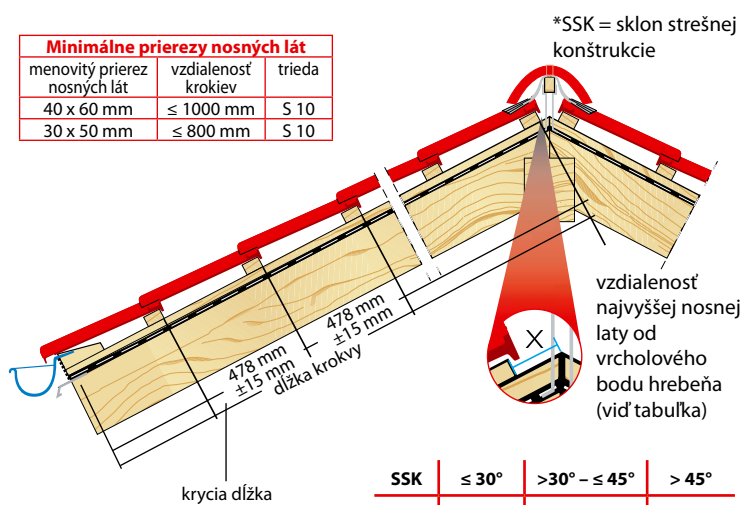 *SSK = sklon strešnej
konštrukcie
Minimálne prierezy nosných lát
menovitý prierez nosných lát | vzdialenosť krokiev | trieda
40 x 60 mm | ≤ 1000 mm | S 10
30 x 50 mm | ≤ 800 mm | S 10
478 mm
±15 mm
478 mm
±15 mm
dĺžka krokvy
krycia dĺžka
X
vzdialenosť
najvyššej nosnej
laty od
vrcholového
bodu hrebeňa
(viď tabuľka)
SSK | ≤ 30° | >30° – ≤ 45° | > 45°